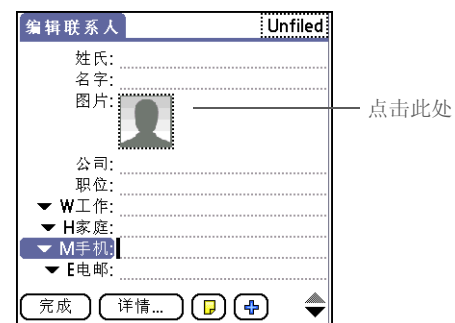 编辑联系人 Unfiled
姓氏:
名字:
图片:
点击此处
公司:
职位:
W工作:
H家庭:
M手机:
E电邮:
完成 详情...